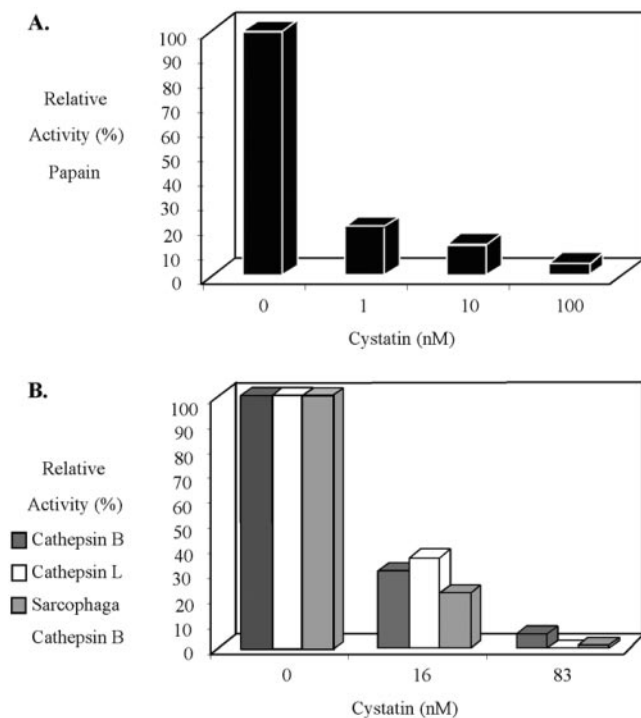 A.
100
90
80
70
60
50
40
30
20
10
0
Relative
Activity (%)
Papain
0 1 10 100
Cystatin (nM)
B.
100
90
80
70
60
50
40
30
20
10
0
Relative
Activity (%)
Cathepsin B
Cathepsin L
Sarcophaga
Cathepsin B
0 16 83
Cystatin (nM)